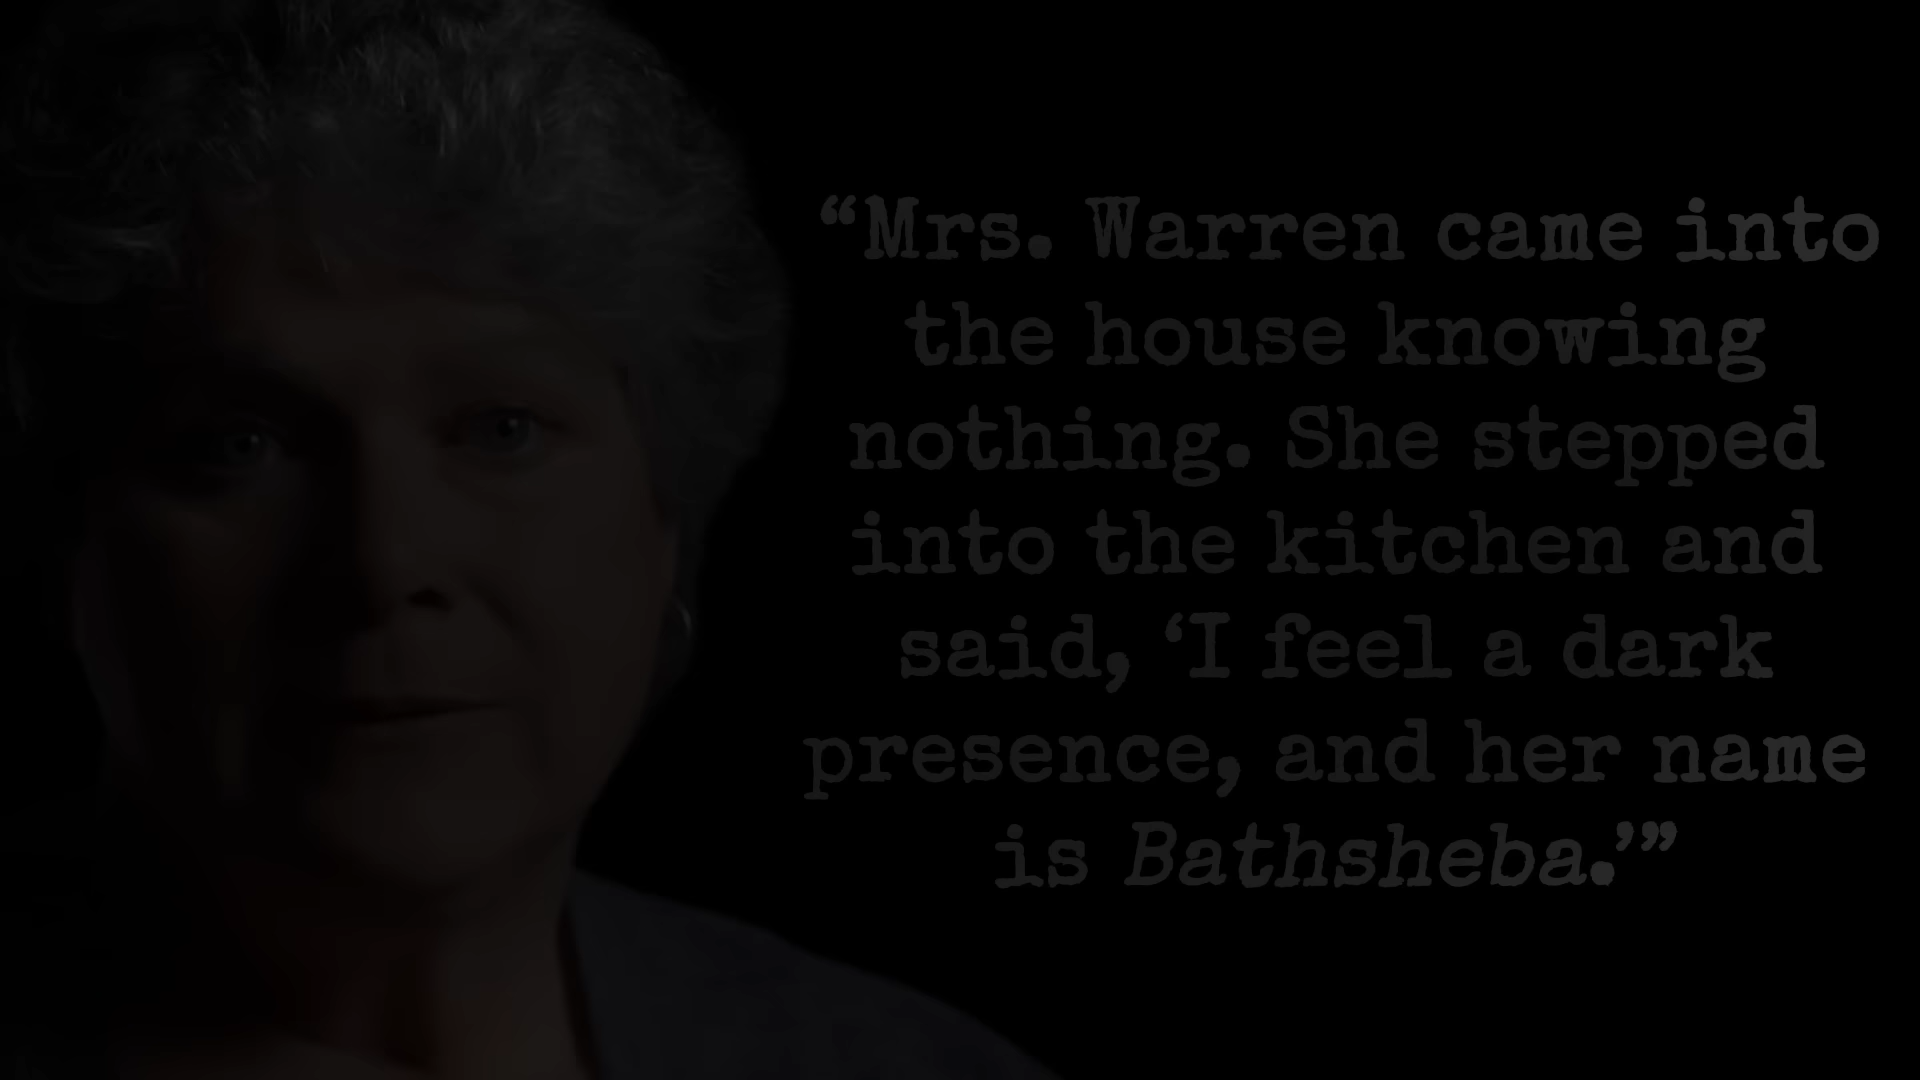 “Mrs. Warren came into
the house knowing
nothing. She stepped
into the kitchen and
said, ‘I feel a dark
presence, and her name
is Bathsheba.’”